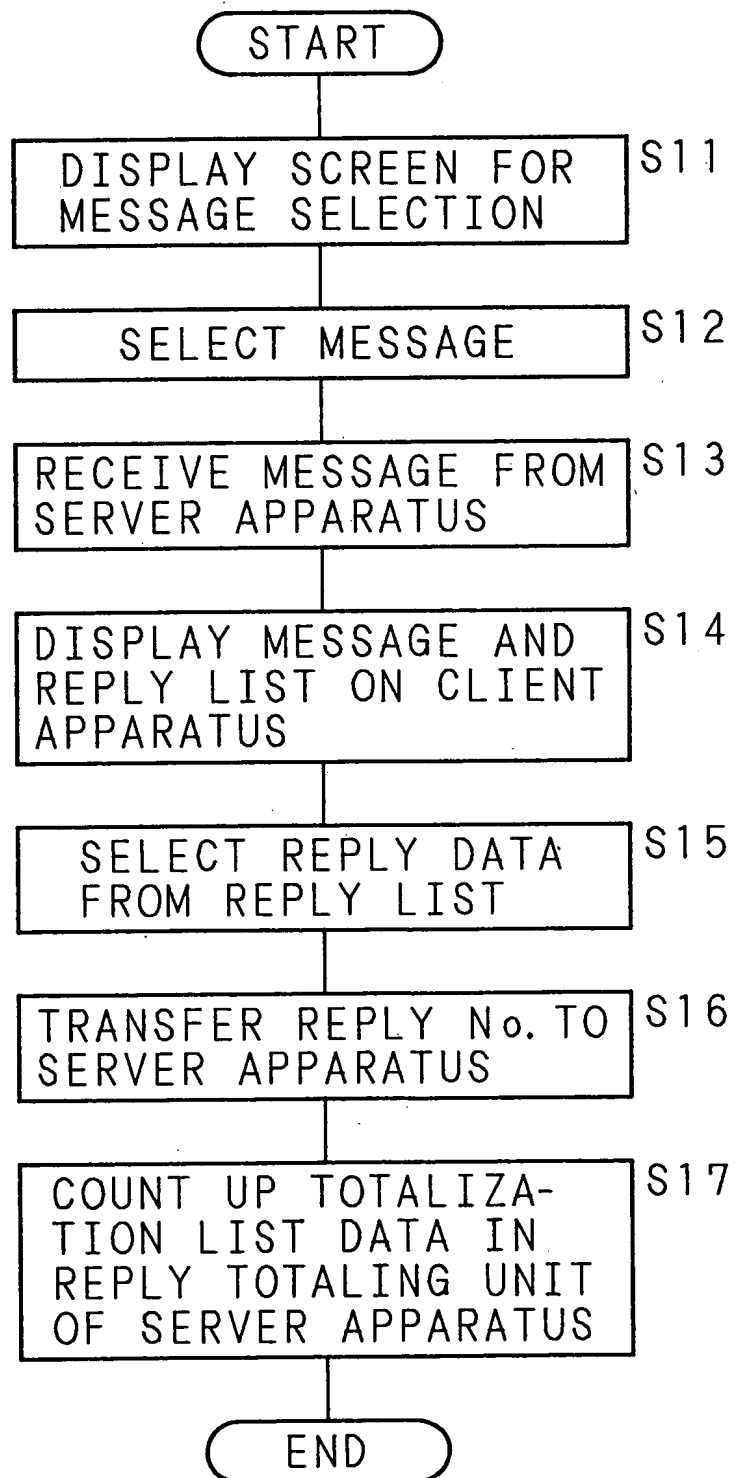 START
DISPLAY SCREEN FOR
MESSAGE SELECTION
S11
SELECT MESSAGE
S12
RECEIVE MESSAGE FROM
SERVER APPARATUS
S13
DISPLAY MESSAGE AND
REPLY LIST ON CLIENT
APPARATUS
S14
SELECT REPLY DATA
FROM REPLY LIST
S15
TRANSFER REPLY No. TO
SERVER APPARATUS
S16
COUNT UP TOTALIZA-
TION LIST DATA IN
REPLY TOTALING UNIT
OF SERVER APPARATUS
S17
END